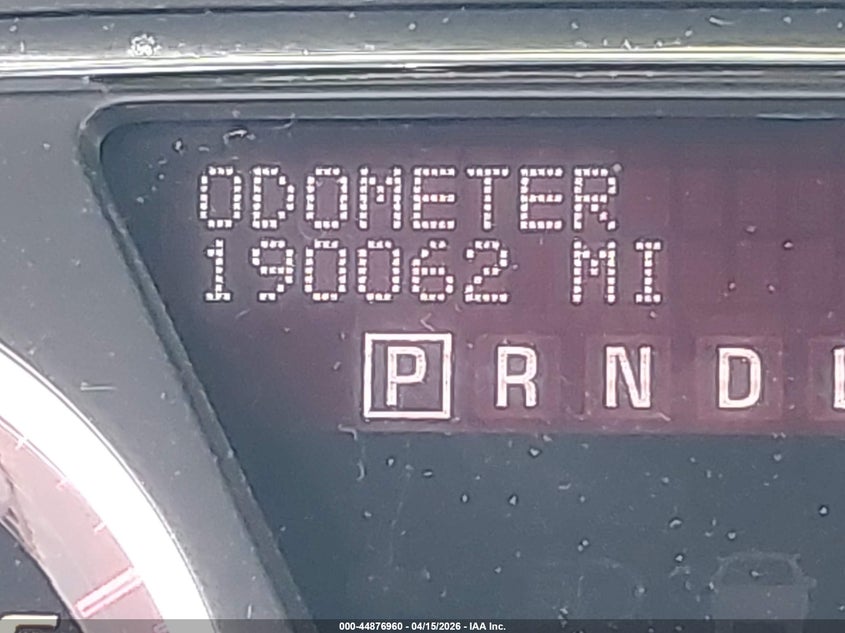 ODOMETER
190062 MI
P R N D
000-44876960 - 04/15/2026 - IAA Inc.